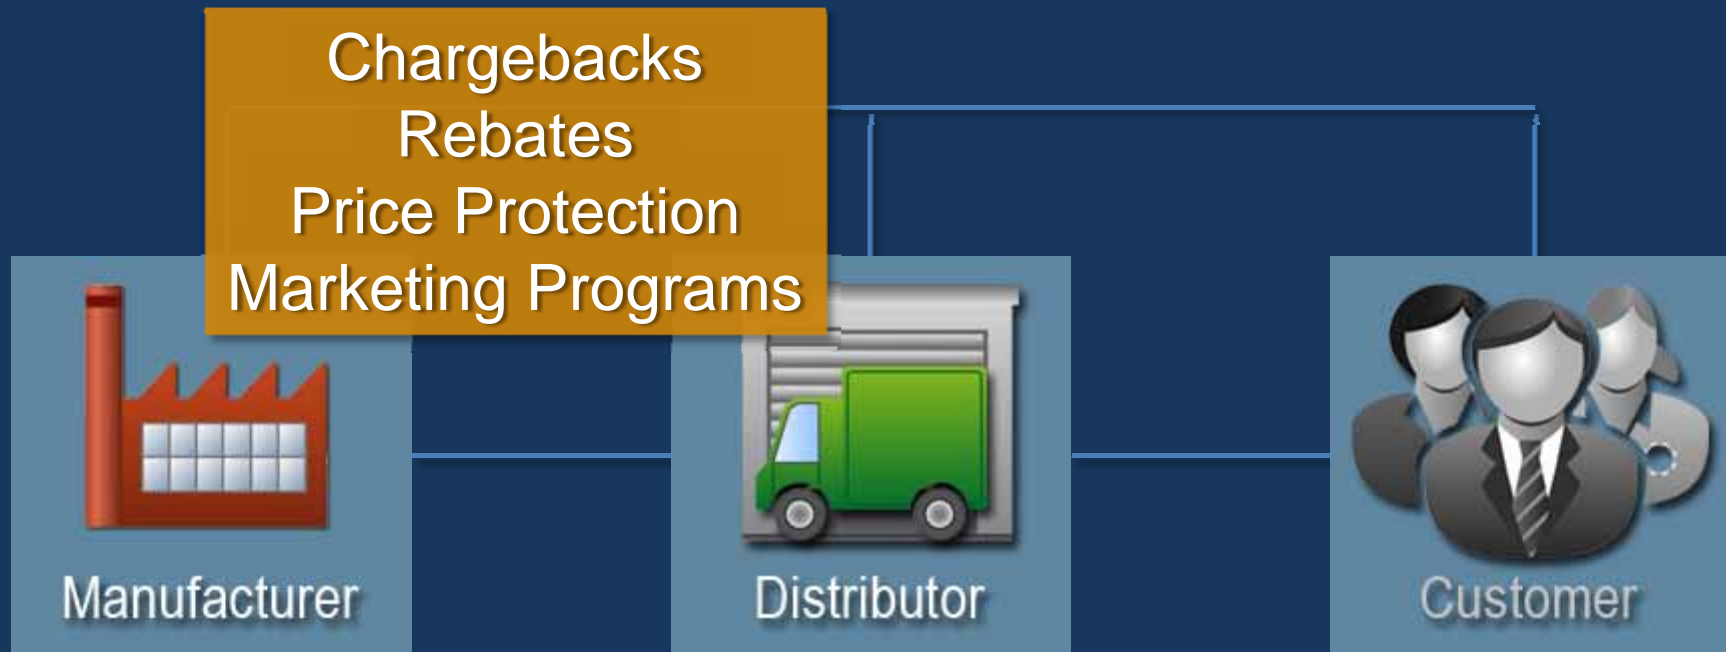 Chargebacks
Rebates
Price Protection
Marketing Programs
Manufacturer
Distributor
Customer